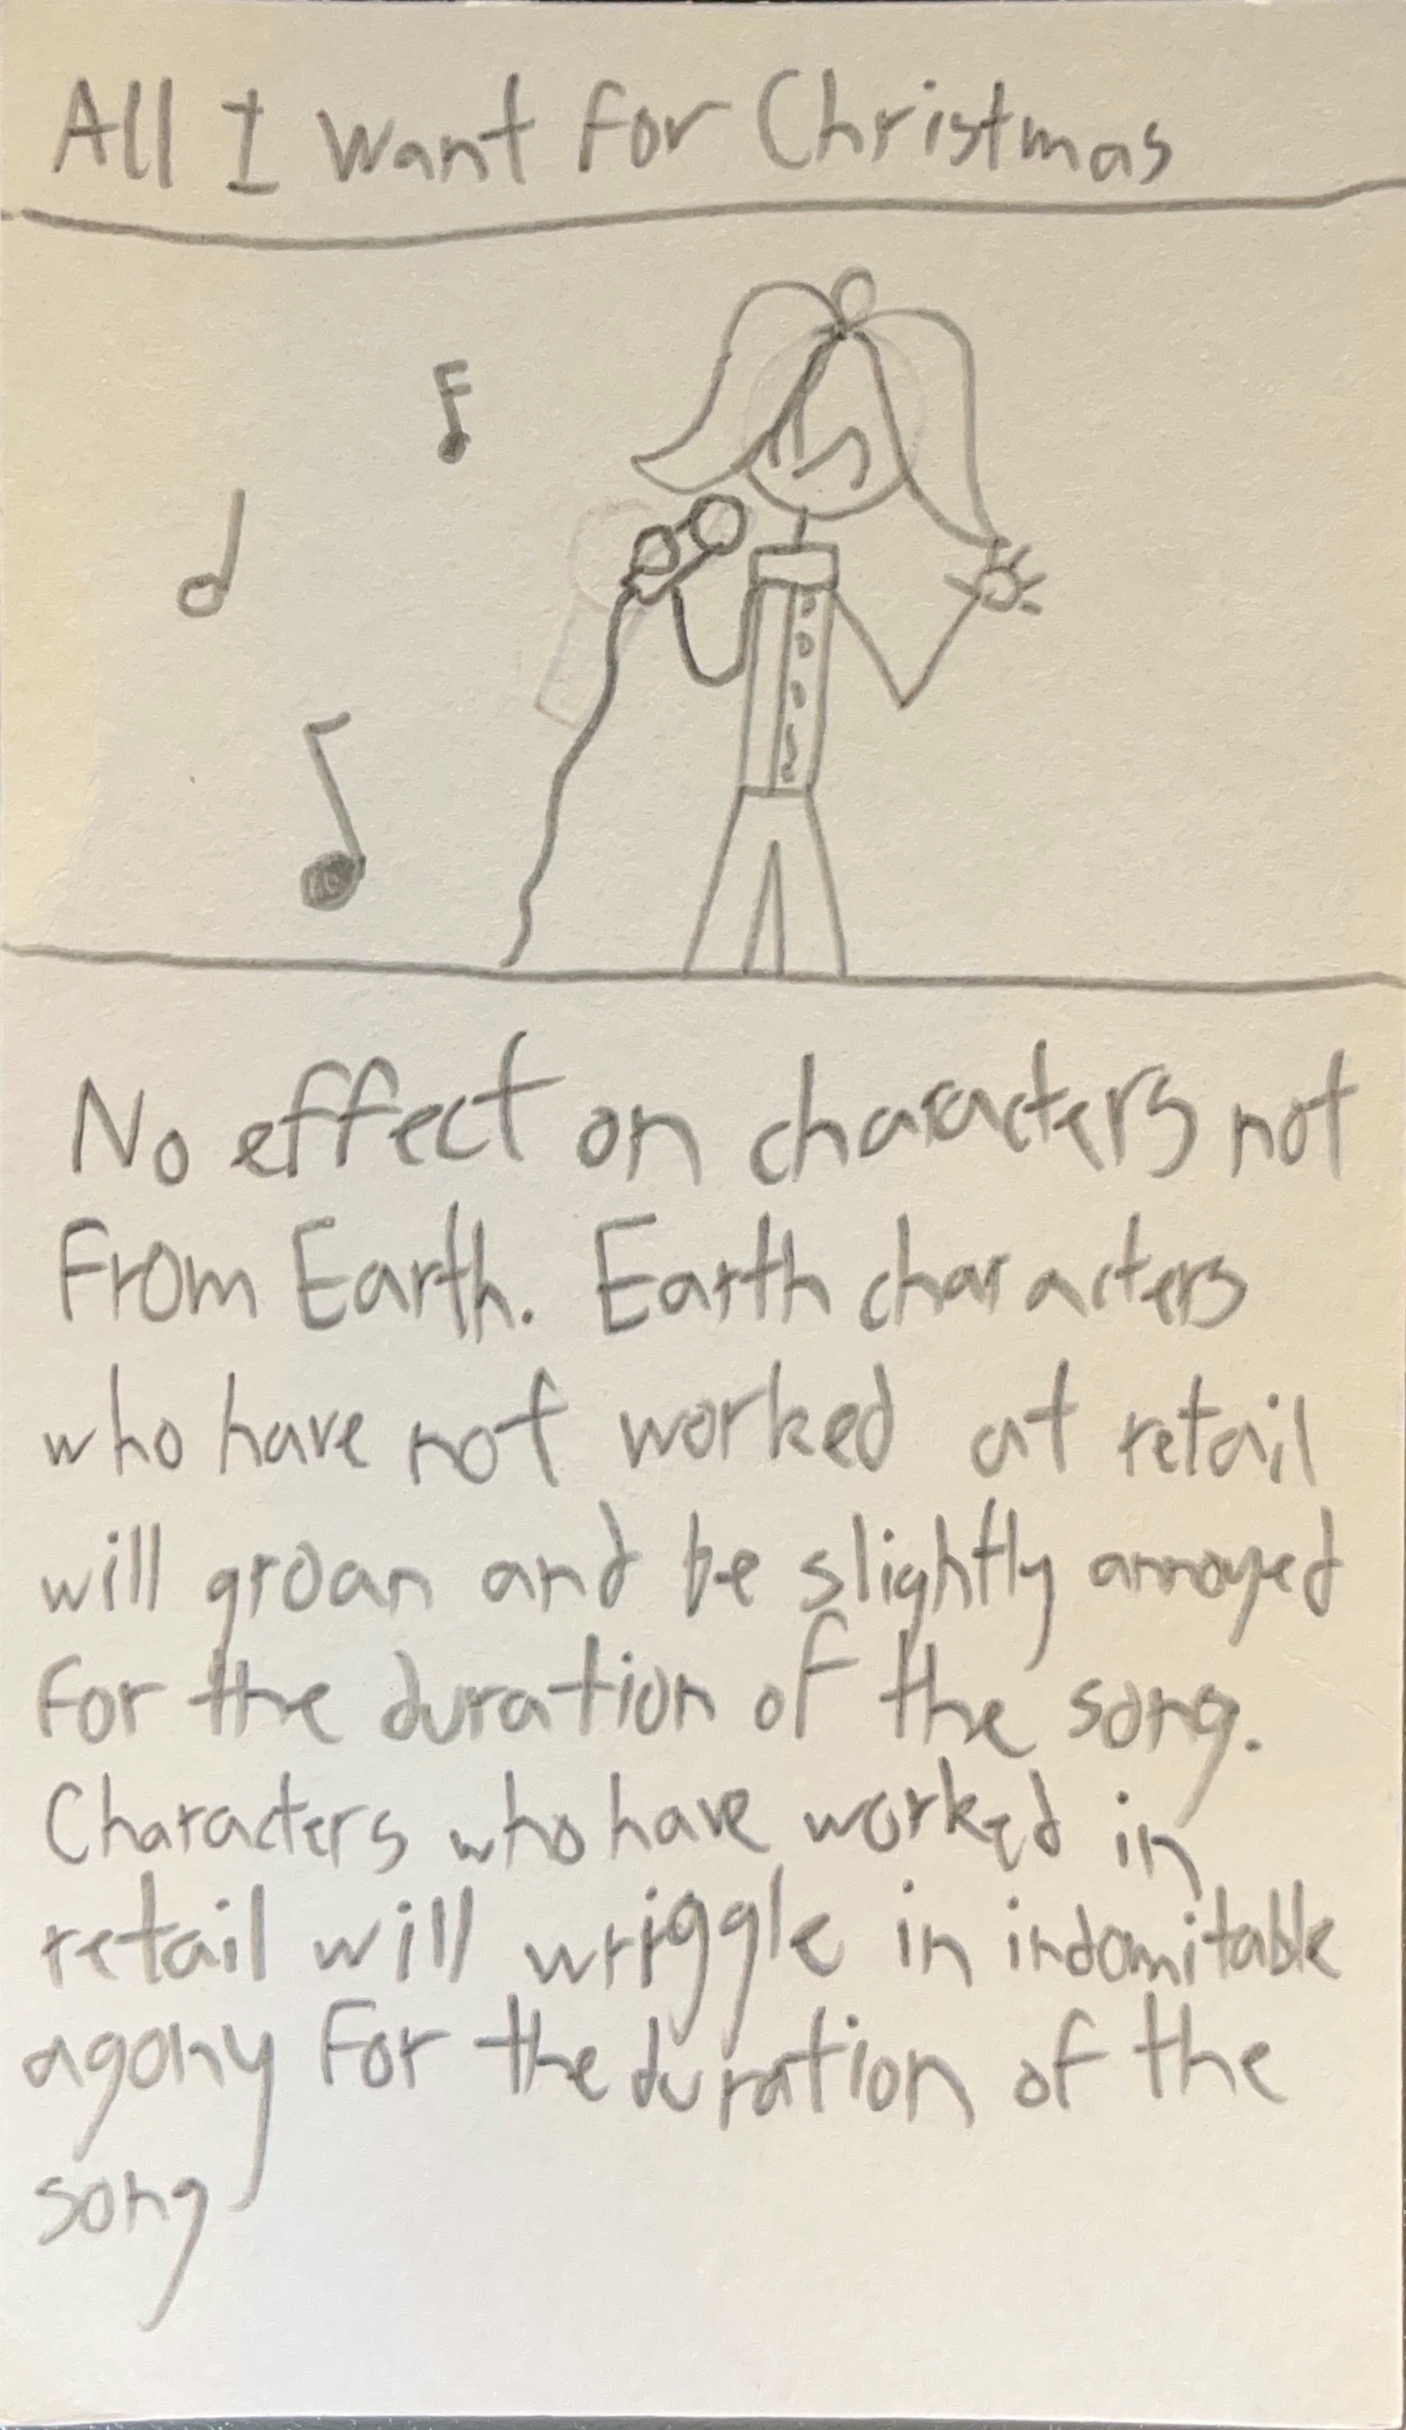 All I want for Christmas
No effect on characters not
From Earth. Earth characters
who have not worked at retail
will groan and be slightly annoyed
for the duration of the song.
Characters who have worked in
retail will wriggle in indomitable
agony for the duration of the
song